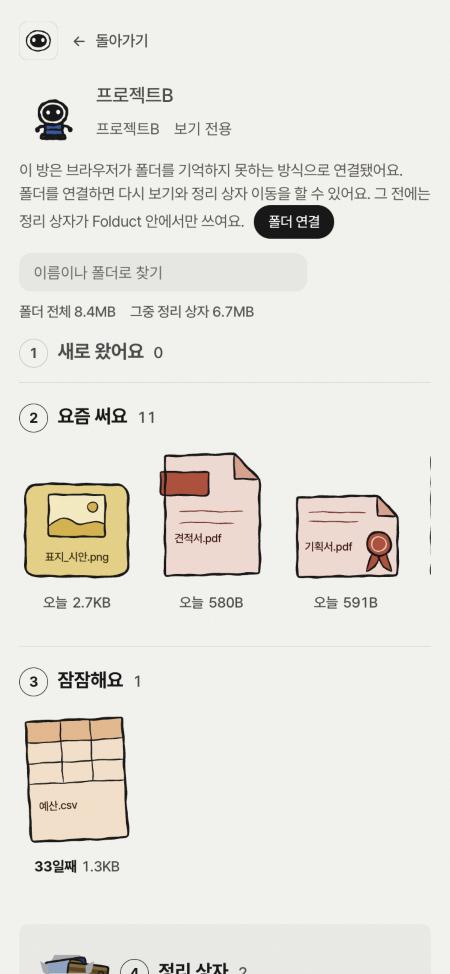 ← 돌아가기
프로젝트B
프로젝트B 보기 전용
이 방은 브라우저가 폴더를 기억하지 못하는 방식으로 연결됐어요.
폴더를 연결하면 다시 보기와 정리 상자 이동을 할 수 있어요. 그 전에는
정리 상자가 Folduct 안에서만 쓰여요. 폴더 연결
이름이나 폴더로 찾기
폴더 전체 8.4MB 그중 정리 상자 6.7MB
1 새로 왔어요 0
2 요즘 써요 11
표지_시안.png
견적서.pdf
기획서.pdf
오늘 2.7KB
오늘 580B
오늘 591B
3 잠잠해요 1
예산.csv
33일째 1.3KB
4 정리 상자 2